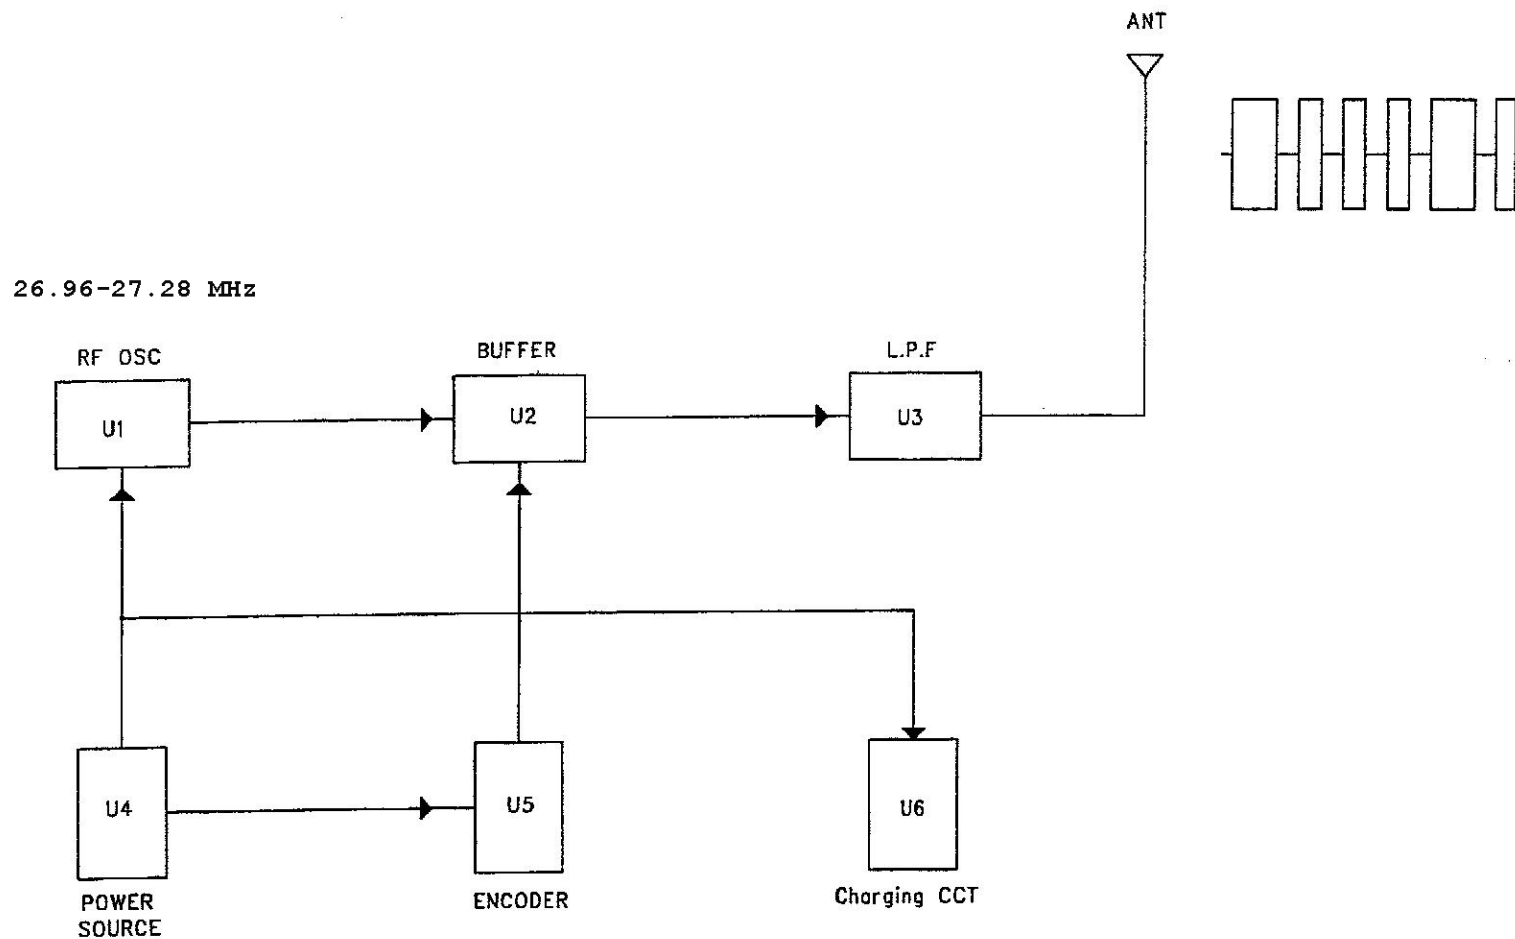 ANT
26.96-27.28 MHz
RF OSC
BUFFER
L.P.F
U1
U2
U3
U4
U5
U6
POWER
SOURCE
ENCODER
Charging CCT